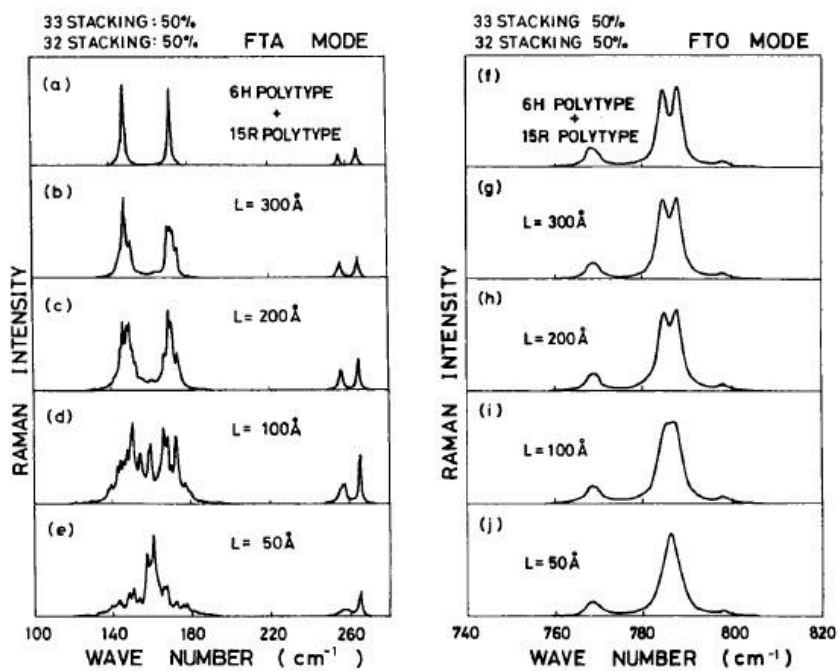 33 STACKING: 50%
32 STACKING: 50% FTA MODE
(a)
6H POLYTYPE
+
15R POLYTYPE
(b)
L= 300Å
(c)
L= 200Å
(d)
L= 100Å
(e)
L= 50Å
RAMAN INTENSITY
100 140 180 220 260
WAVE NUMBER (cm⁻¹)
33 STACKING 50%
32 STACKING 50% FTO MODE
(f)
6H POLYTYPE
+
15R POLYTYPE
(g)
L= 300Å
(h)
L= 200Å
(i)
L=100Å
(j)
L=50Å
RAMAN INTENSITY
740 760 780 800 820
WAVE NUMBER (cm⁻¹)